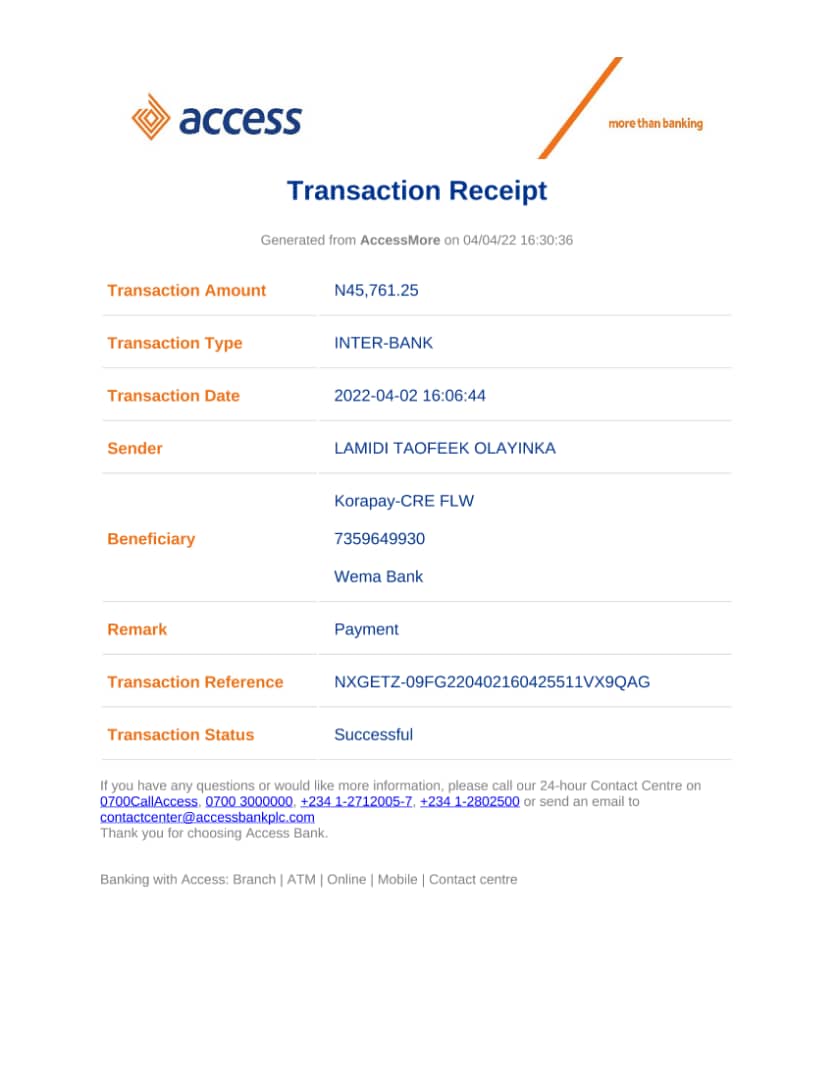 access
more than banking
Transaction Receipt
Generated from AccessMore on 04/04/22 16:30:36
Transaction Amount N45,761.25
Transaction Type INTER-BANK
Transaction Date 2022-04-02 16:06:44
Sender LAMIDI TAOFEEK OLAYINKA
Beneficiary Korapay-CRE FLW
7359649930
Wema Bank
Remark Payment
Transaction Reference NXGETZ-09FG220402160425511VX9QAG
Transaction Status Successful
If you have any questions or would like more information, please call our 24-hour Contact Centre on
0700CallAccess, 0700 3000000, +234 1-2712005-7, +234 1-2802500 or send an email to
contactcenter@accessbankplc.com
Thank you for choosing Access Bank.
Banking with Access: Branch | ATM | Online | Mobile | Contact centre